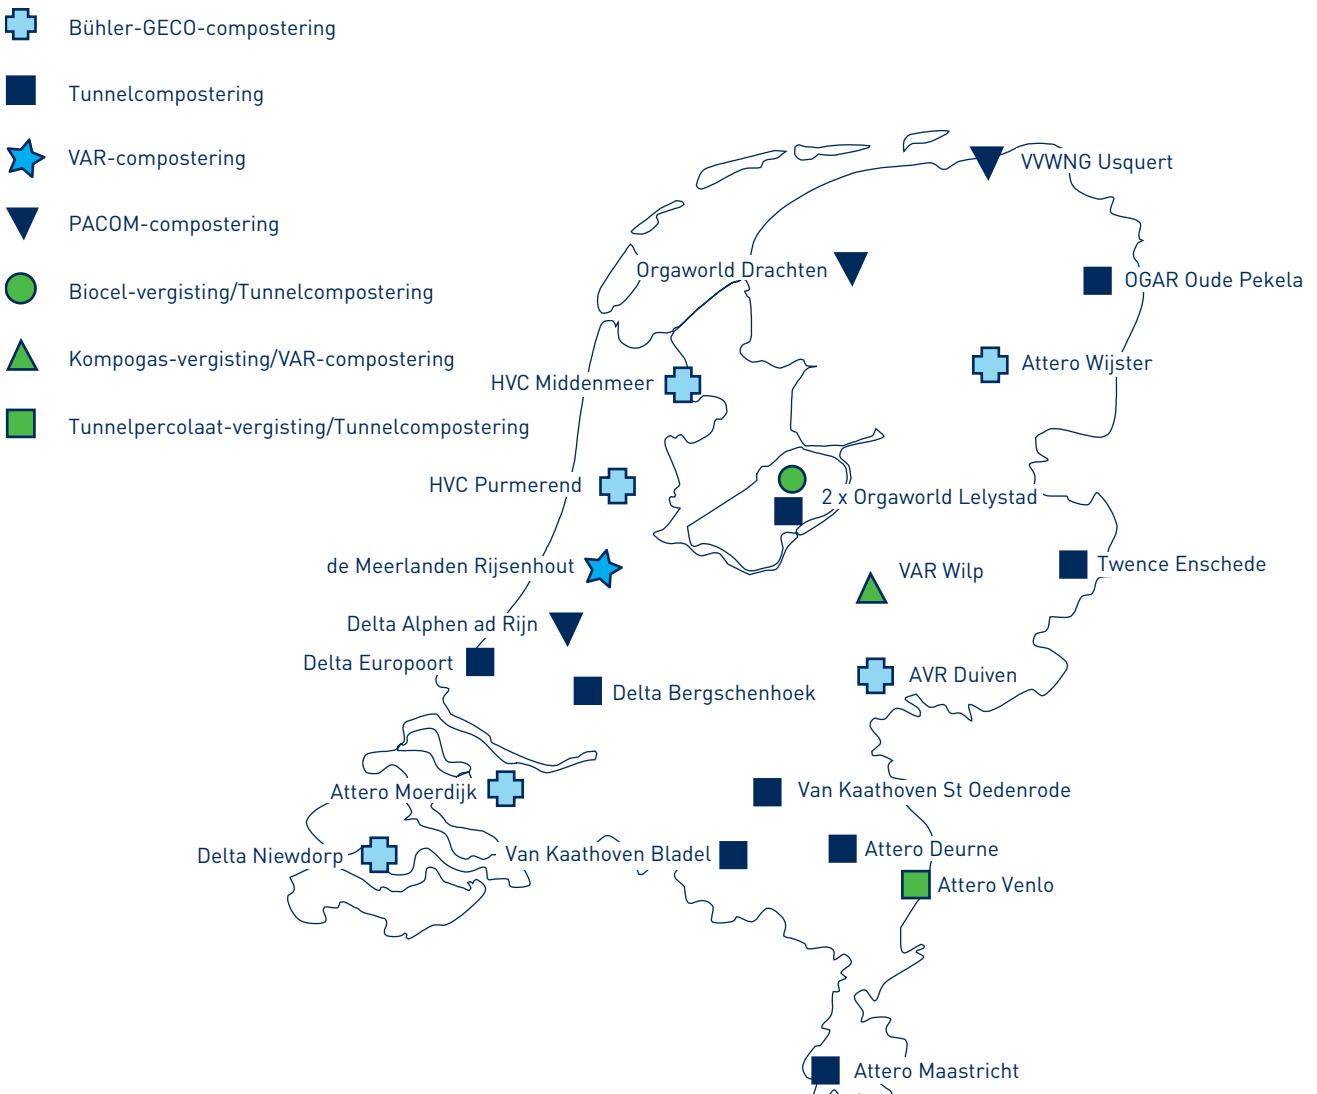 Bühler-GECO-compostering
Tunnelcompostering
VAR-compostering
PACOM-compostering
Biocel-vergisting/Tunnelcompostering
Kompogas-vergisting/VAR-compostering
Tunnelpercolaat-vergisting/Tunnelcompostering
VVWNG Usquert
Orgaworld Drachten
OGAR Oude Pekela
Attero Wijster
HVC Middenmeer
HVC Purmerend
2 x Orgaworld Lelystad
de Meerlanden Rijsenhout
VAR Wilp
Twence Enschede
Delta Alphen ad Rijn
Delta Europoort
Delta Bergschenhoek
AVR Duiven
Attero Moerdijk
Van Kaathoven St Oedenrode
Delta Niewdorp
Van Kaathoven Bladel
Attero Deurne
Attero Venlo
Attero Maastricht